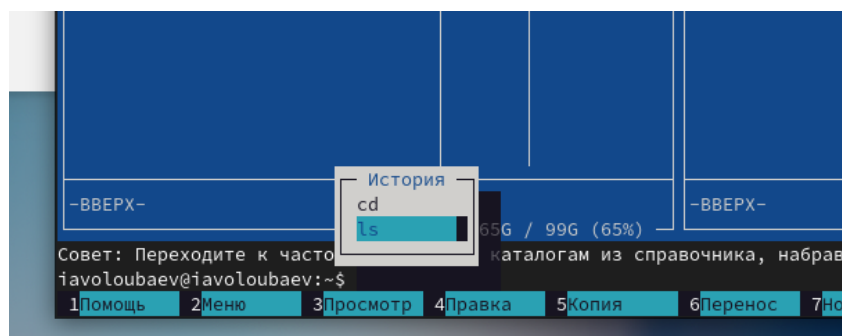 История
cd
-ВВЕРХ-
ls
65G / 99G (65%)
-ВВЕРХ-
Совет: Переходите к часто каталогам из справочника, набрав
iavoloubaev@iavoloubaev:~$
1Помощь 2Меню 3Просмотр 4Правка 5Копия 6Перенос 7Но